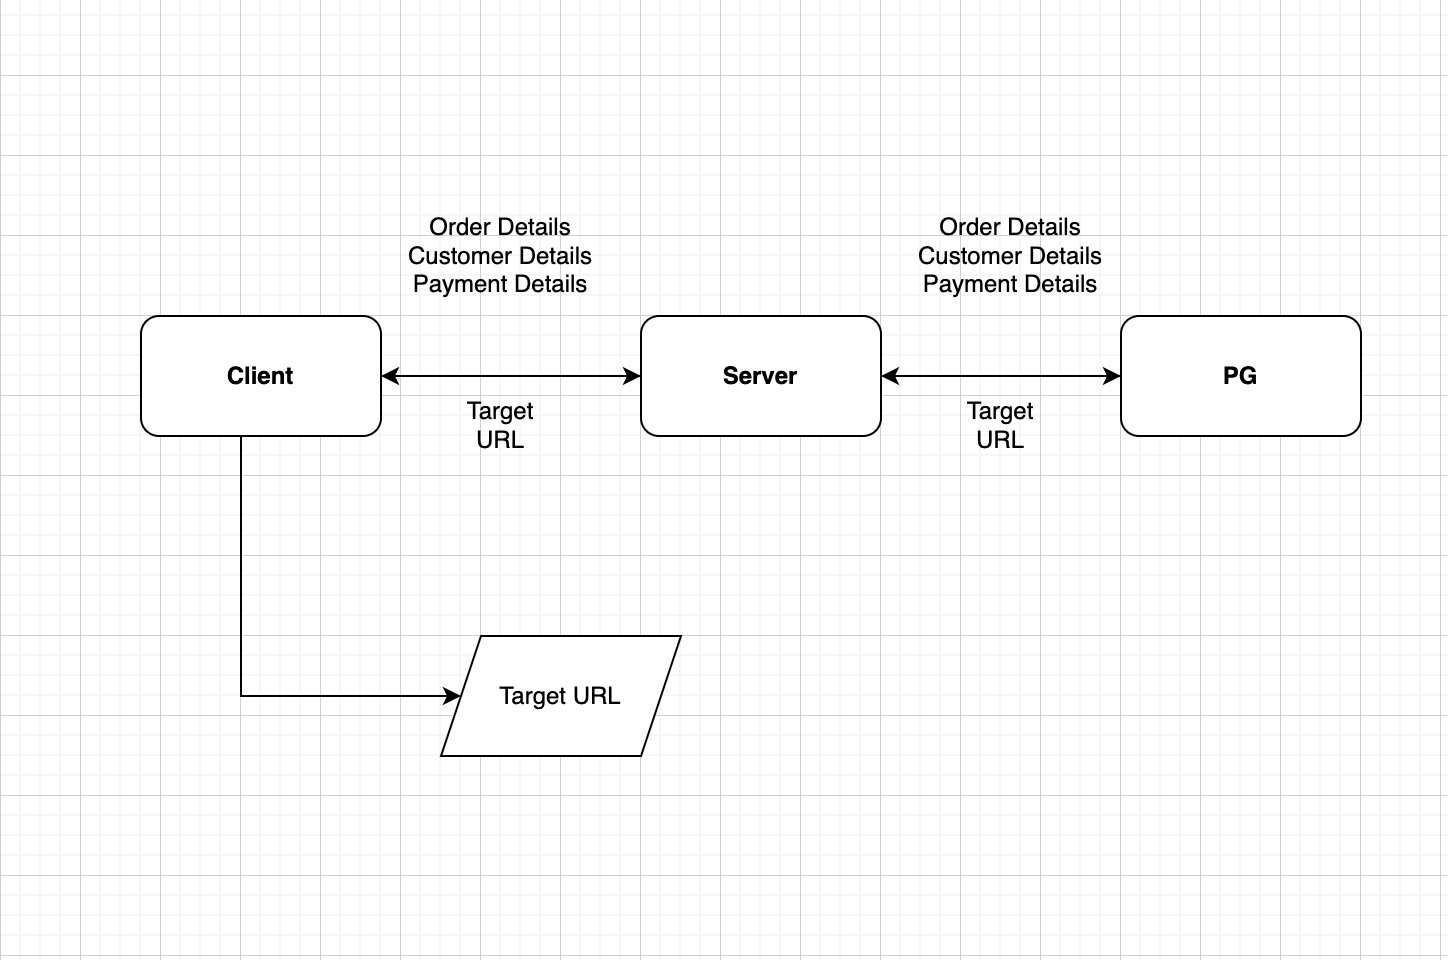 Order Details
Customer Details
Payment Details
Order Details
Customer Details
Payment Details
Client
Server
PG
Target
URL
Target
URL
Target URL